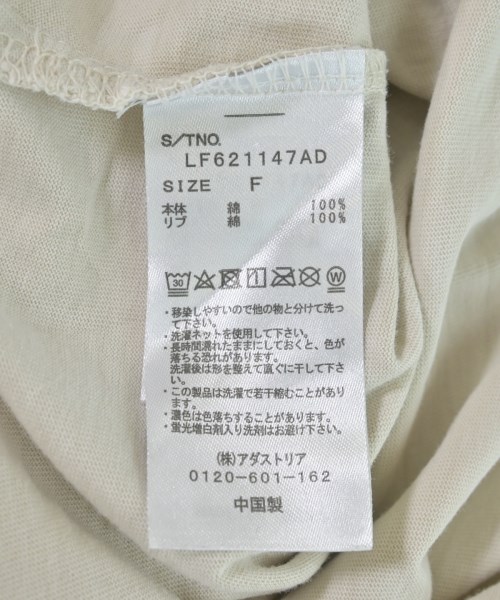 S/TNO.
LF621147AD
SIZE F
本体 綿 100%
リブ 綿 100%
30 W
・移染しやすいので他の物と分けて洗っ
て下さい。
・洗濯ネットを使用して下さい。
・長時間濡れたままにしておくと、色が
落ちる恐れがあります。
洗濯後は形を整えて直ぐに干して下さ
い。
・この製品は洗濯で若干縮むことがあり
ます。
・濃色は色落ちすることがあります。
・蛍光増白剤入り洗剤はお避け下さい。
(株)アダストリア
0120-601-162
中国製